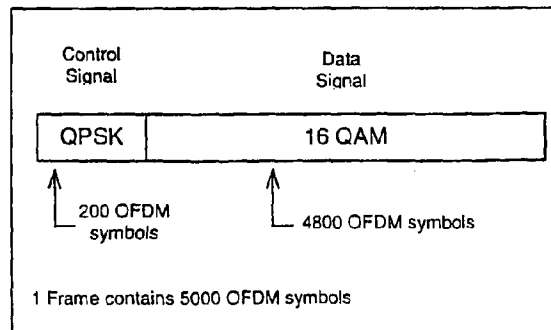 Control
Signal
Data
Signal
QPSK
16 QAM
200 OFDM
symbols
4800 OFDM symbols
1 Frame contains 5000 OFDM symbols